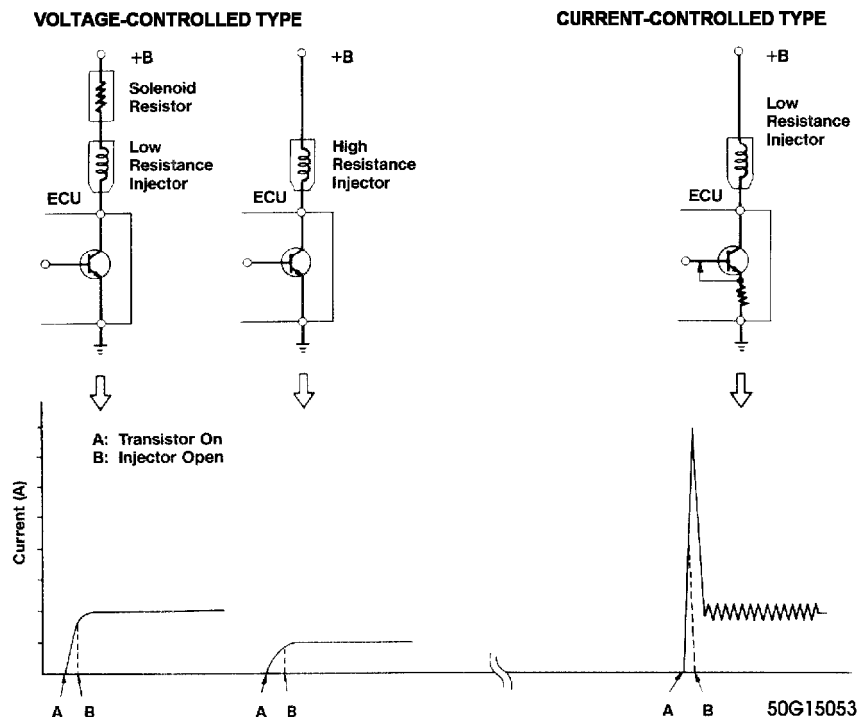 VOLTAGE-CONTROLLED TYPE
CURRENT-CONTROLLED TYPE
+B
Solenoid
Resistor
Low
Resistance
Injector
ECU
+B
High
Resistance
Injector
ECU
+B
Low
Resistance
Injector
ECU
A: Transistor On
B: Injector Open
Current (A)
A B
A B
A B
50G15053